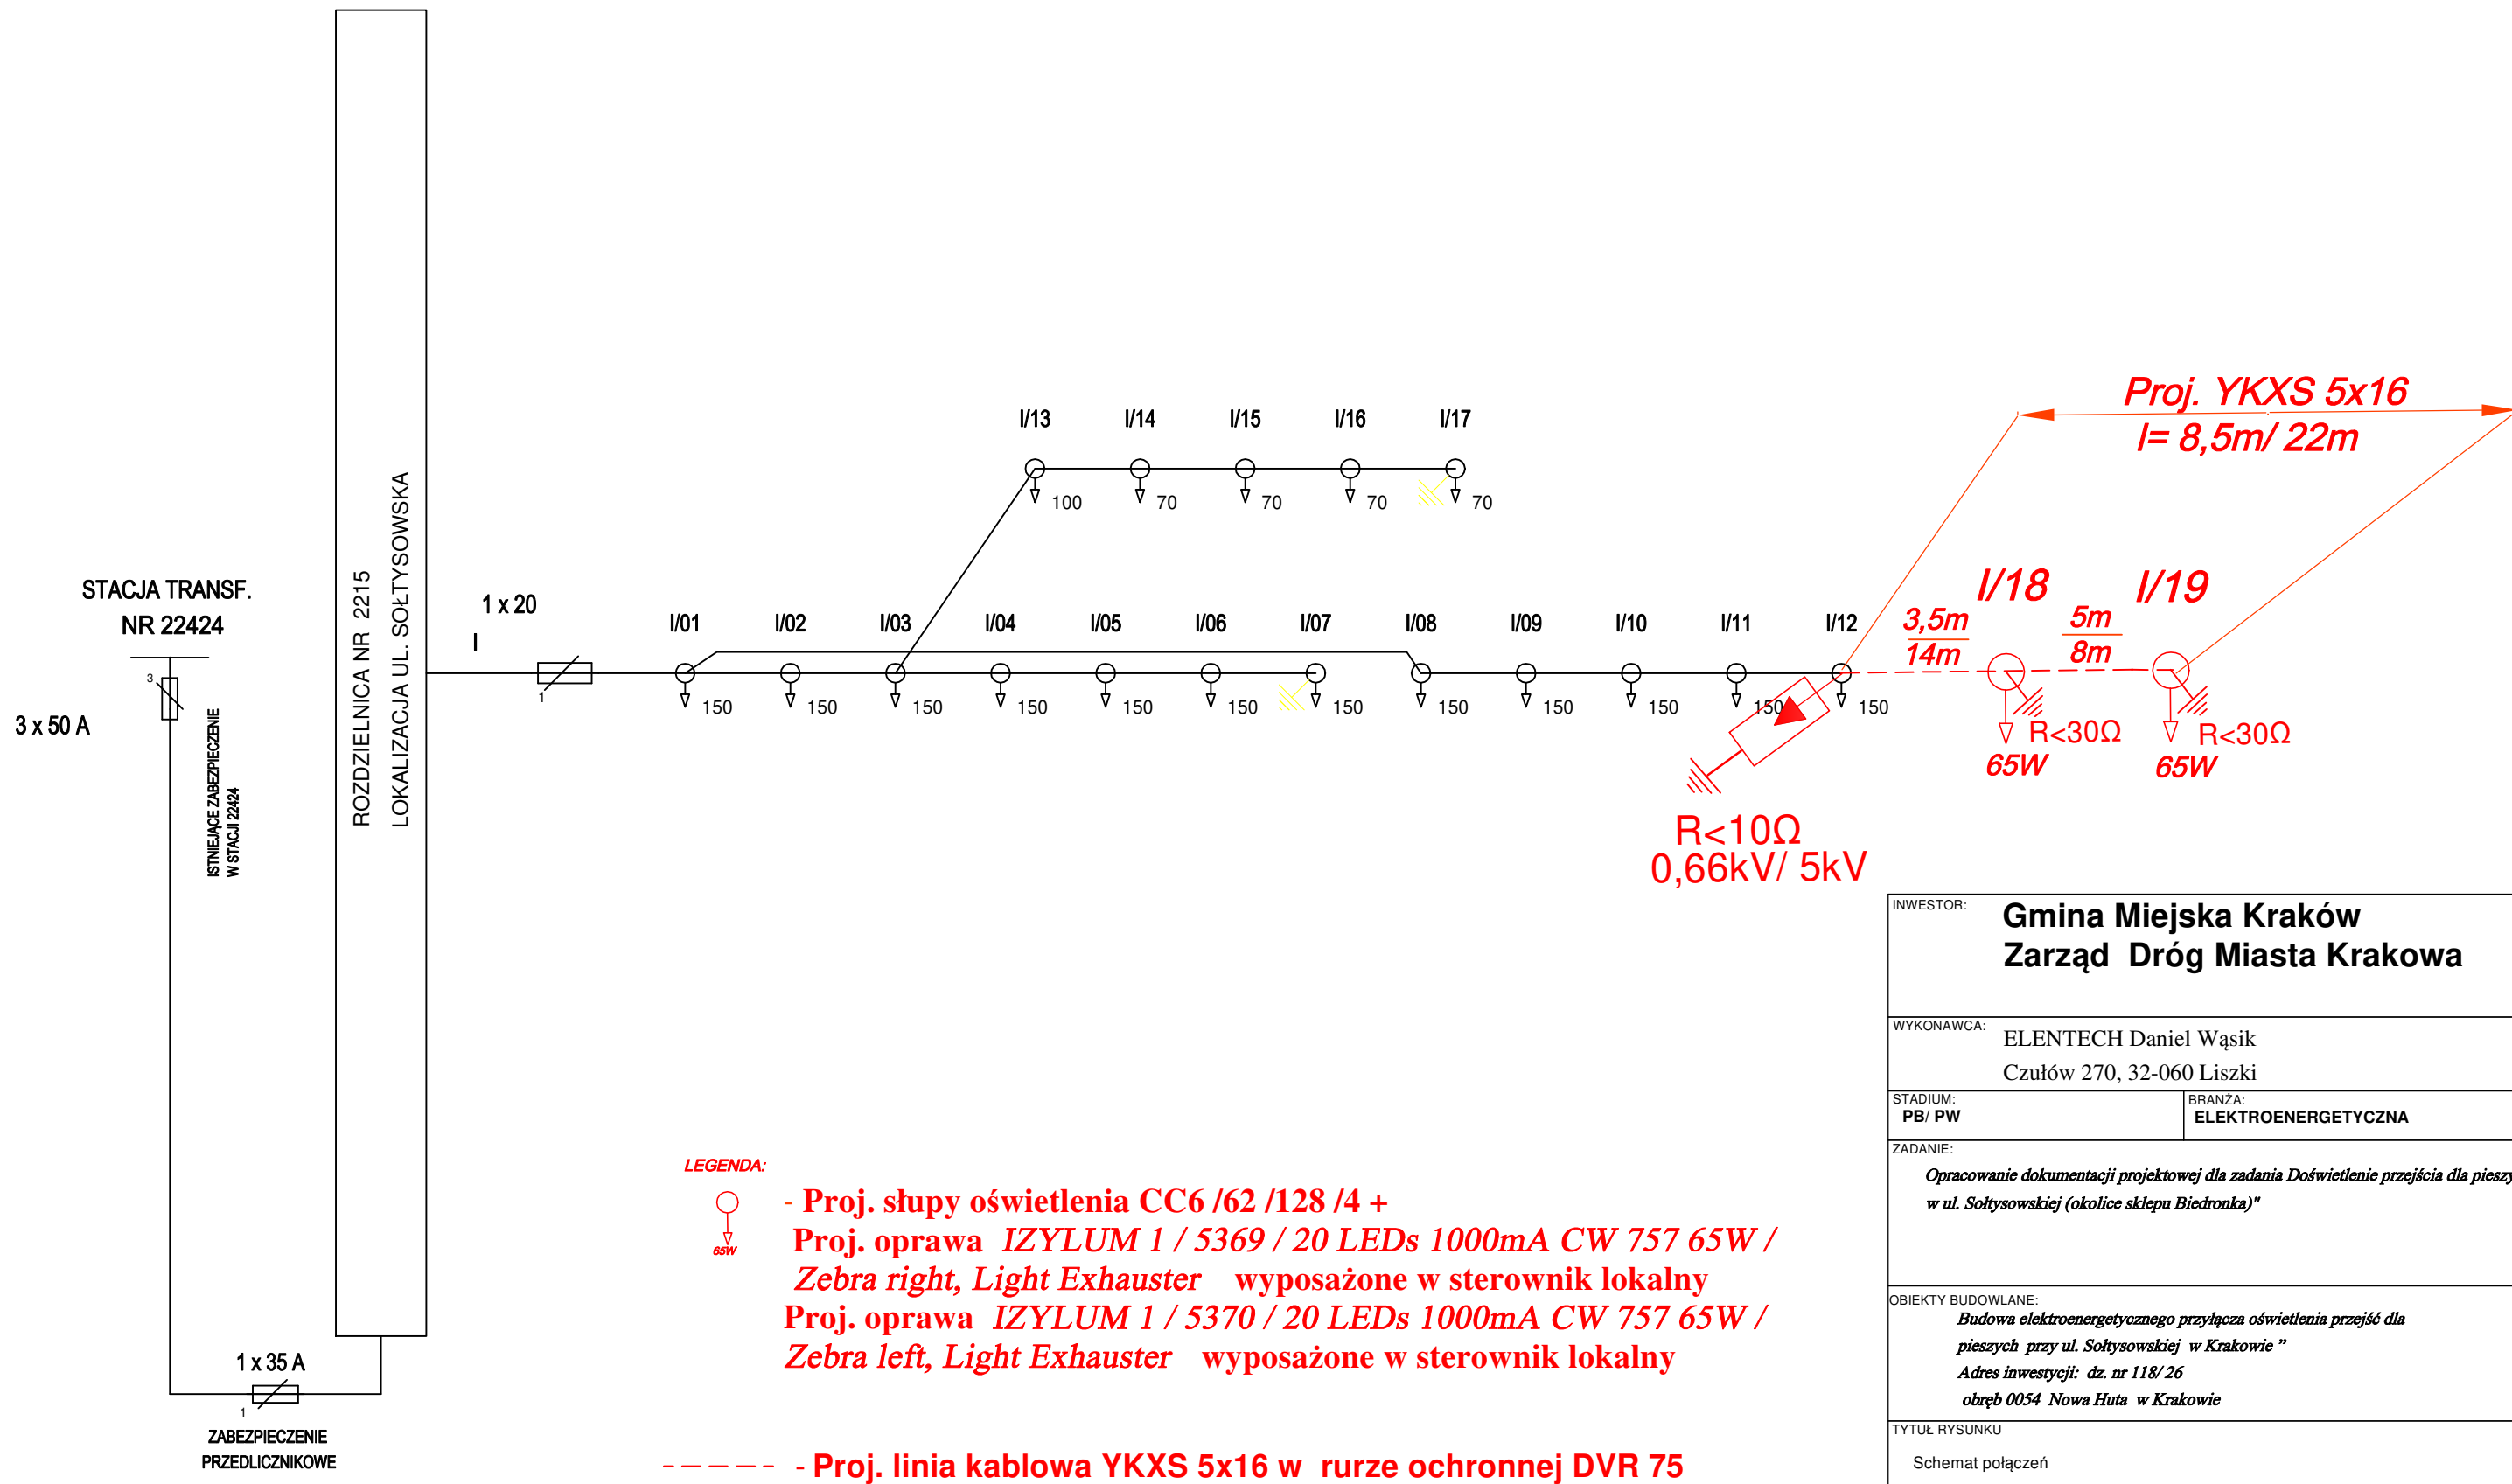 STACJA TRANSF.
NR 22424
3
3 x 50 A
ISTNIEJĄCE ZABEZPIECZENIE
W STACJI 22424
1 x 35 A
1
ZABEZPIECZENIE
PRZEDLICZNIKOWE
ROZDZIELNICA NR 2215
LOKALIZACJA UL. SOŁTYSOWSKA
1 x 20
I
1
I/13 I/14 I/15 I/16 I/17
100 70 70 70 70
I/01 I/02 I/03 I/04 I/05 I/06 I/07 I/08 I/09 I/10 I/11 I/12
150 150 150 150 150 150 150 150 150 150 150 150
Proj. YKXS 5x16
l= 8,5m/ 22m
I/18 I/19
3,5m
14m
5m
8m
R<30Ω
65W
R<30Ω
65W
R<10Ω
0,66kV/ 5kV
LEGENDA:
65W
- Proj. słupy oświetlenia CC6 /62 /128 /4 +
Proj. oprawa IZYLUM 1 / 5369 / 20 LEDs 1000mA CW 757 65W /
Zebra right, Light Exhauster wyposażone w sterownik lokalny
Proj. oprawa IZYLUM 1 / 5370 / 20 LEDs 1000mA CW 757 65W /
Zebra left, Light Exhauster wyposażone w sterownik lokalny
- Proj. linia kablowa YKXS 5x16 w rurze ochronnej DVR 75
INWESTOR:
Gmina Miejska Kraków
Zarząd Dróg Miasta Krakowa
WYKONAWCA:
ELENTECH Daniel Wąsik
Czułów 270, 32-060 Liszki
STADIUM:
PB/ PW
BRANŻA:
ELEKTROENERGETYCZNA
ZADANIE:
Opracowanie dokumentacji projektowej dla zadania Doświetlenie przejścia dla pieszy
w ul. Sołtysowskiej (okolice sklepu Biedronka)"
OBIEKTY BUDOWLANE:
Budowa elektroenergetycznego przyłącza oświetlenia przejść dla
pieszych przy ul. Sołtysowskiej w Krakowie ”
Adres inwestycji: dz. nr 118/ 26
obręb 0054 Nowa Huta w Krakowie
TYTUŁ RYSUNKU
Schemat połączeń